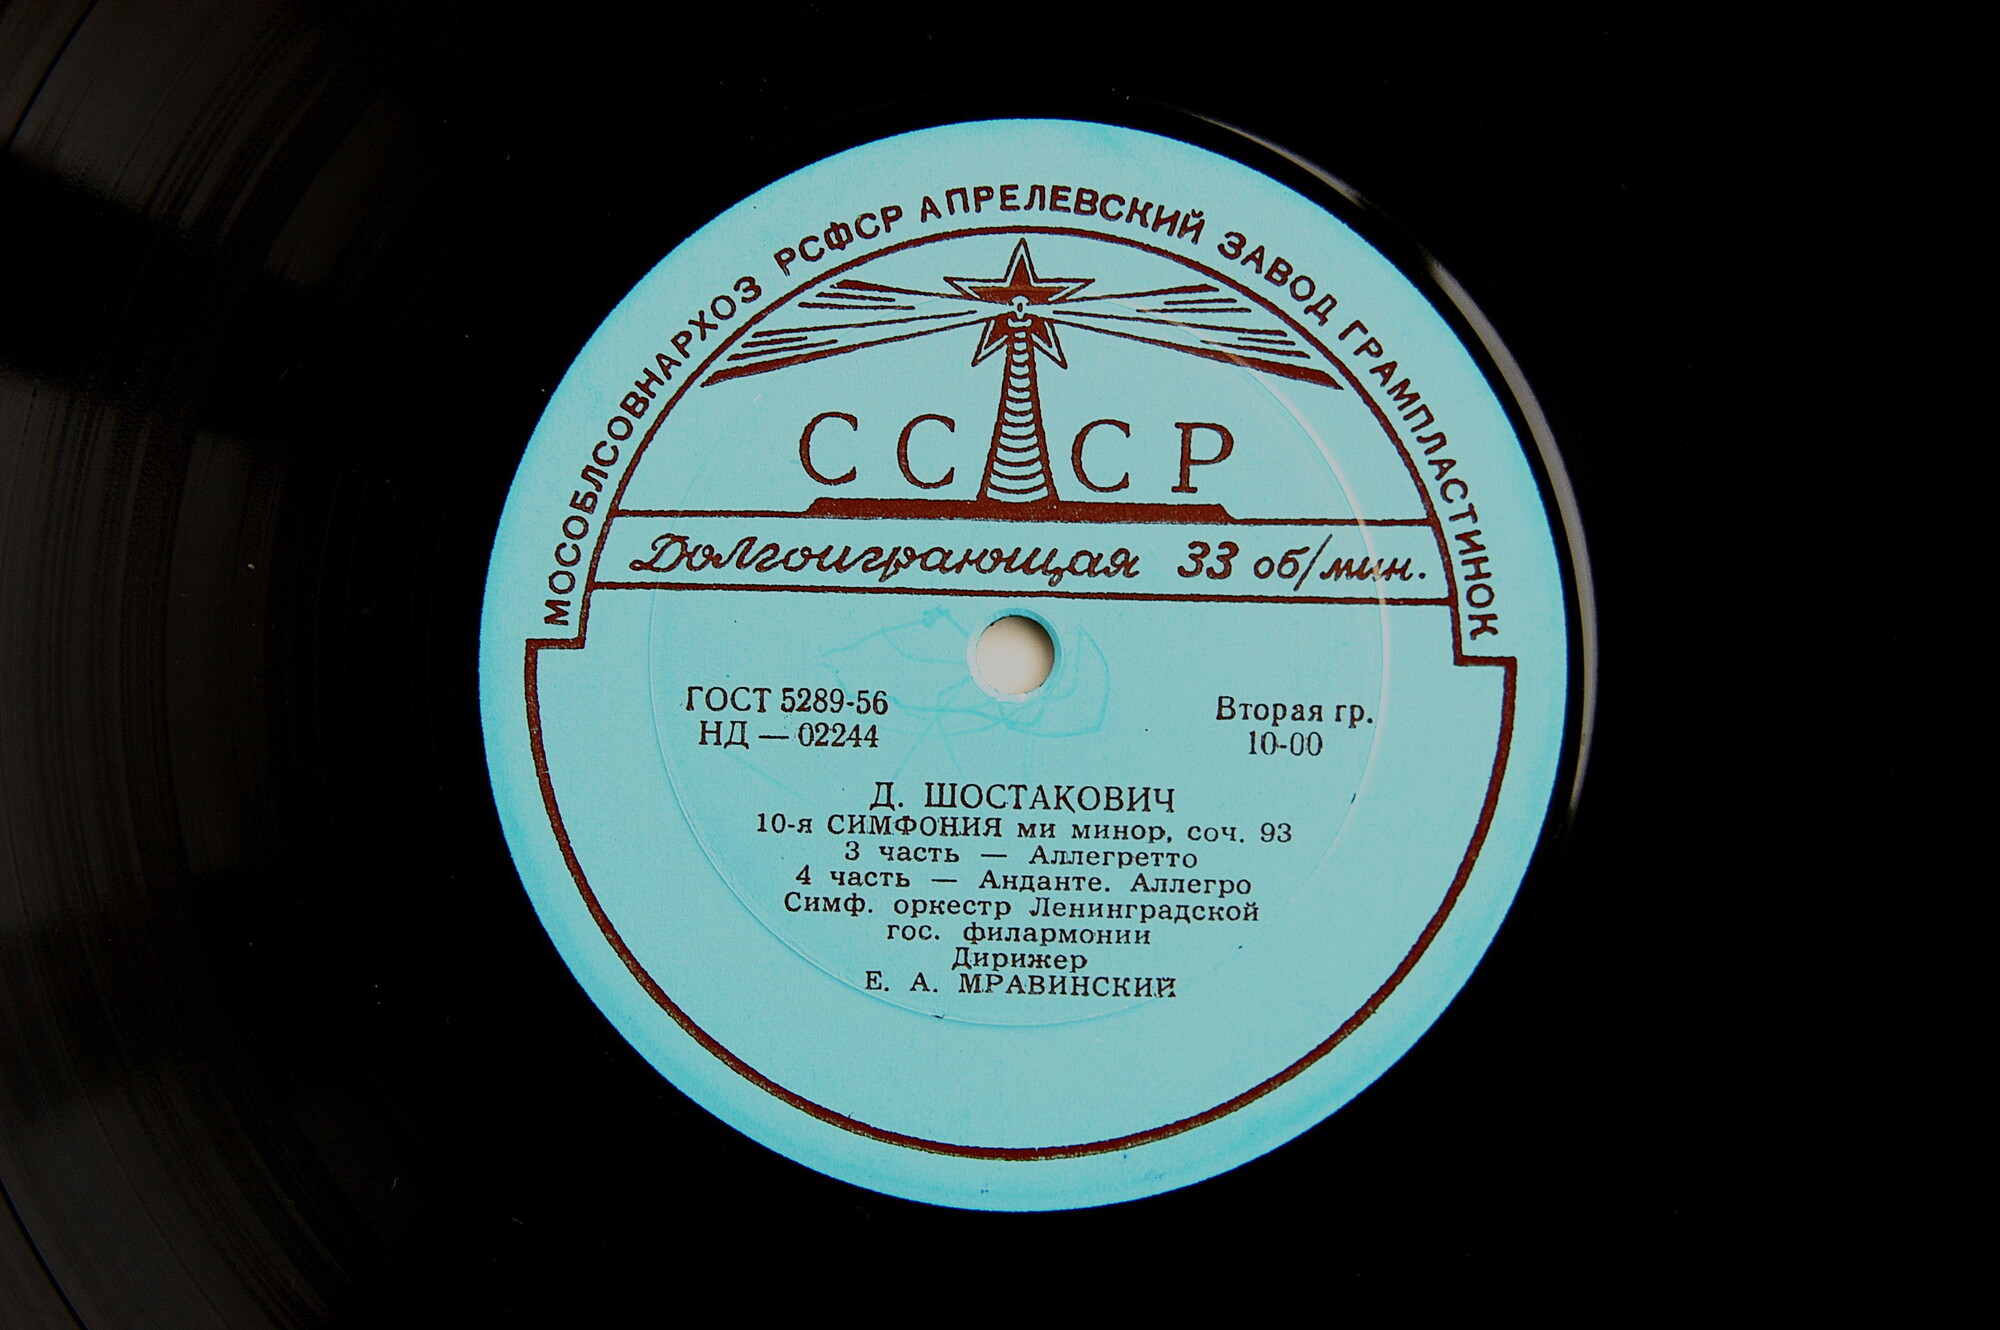 МОСОБЛСОВНАРХОЗ РСФСР АПРЕЛЕВСКИЙ ЗАВОД ГРАМПЛАСТИНОК
СССР
Долгоиграющая 33 об/мин.
ГОСТ 5289-56
НД — 02244
Вторая гр.
10-00
Д. ШОСТАКОВИЧ
10-я СИМФОНИЯ ми минор, соч. 93
3 часть — Аллегретто
4 часть — Анданте. Аллегро
Симф. оркестр Ленинградской
гос. филармонии
Дирижер
Е. А. МРАВИНСКИЙ